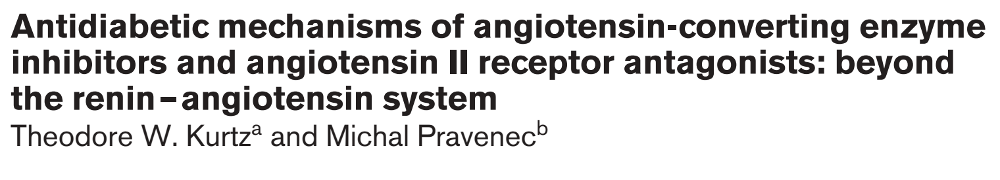 Antidiabetic mechanisms of angiotensin-converting enzyme
inhibitors and angiotensin II receptor antagonists: beyond
the renin–angiotensin system
Theodore W. Kurtzᵃ and Michal Pravenecᵇ